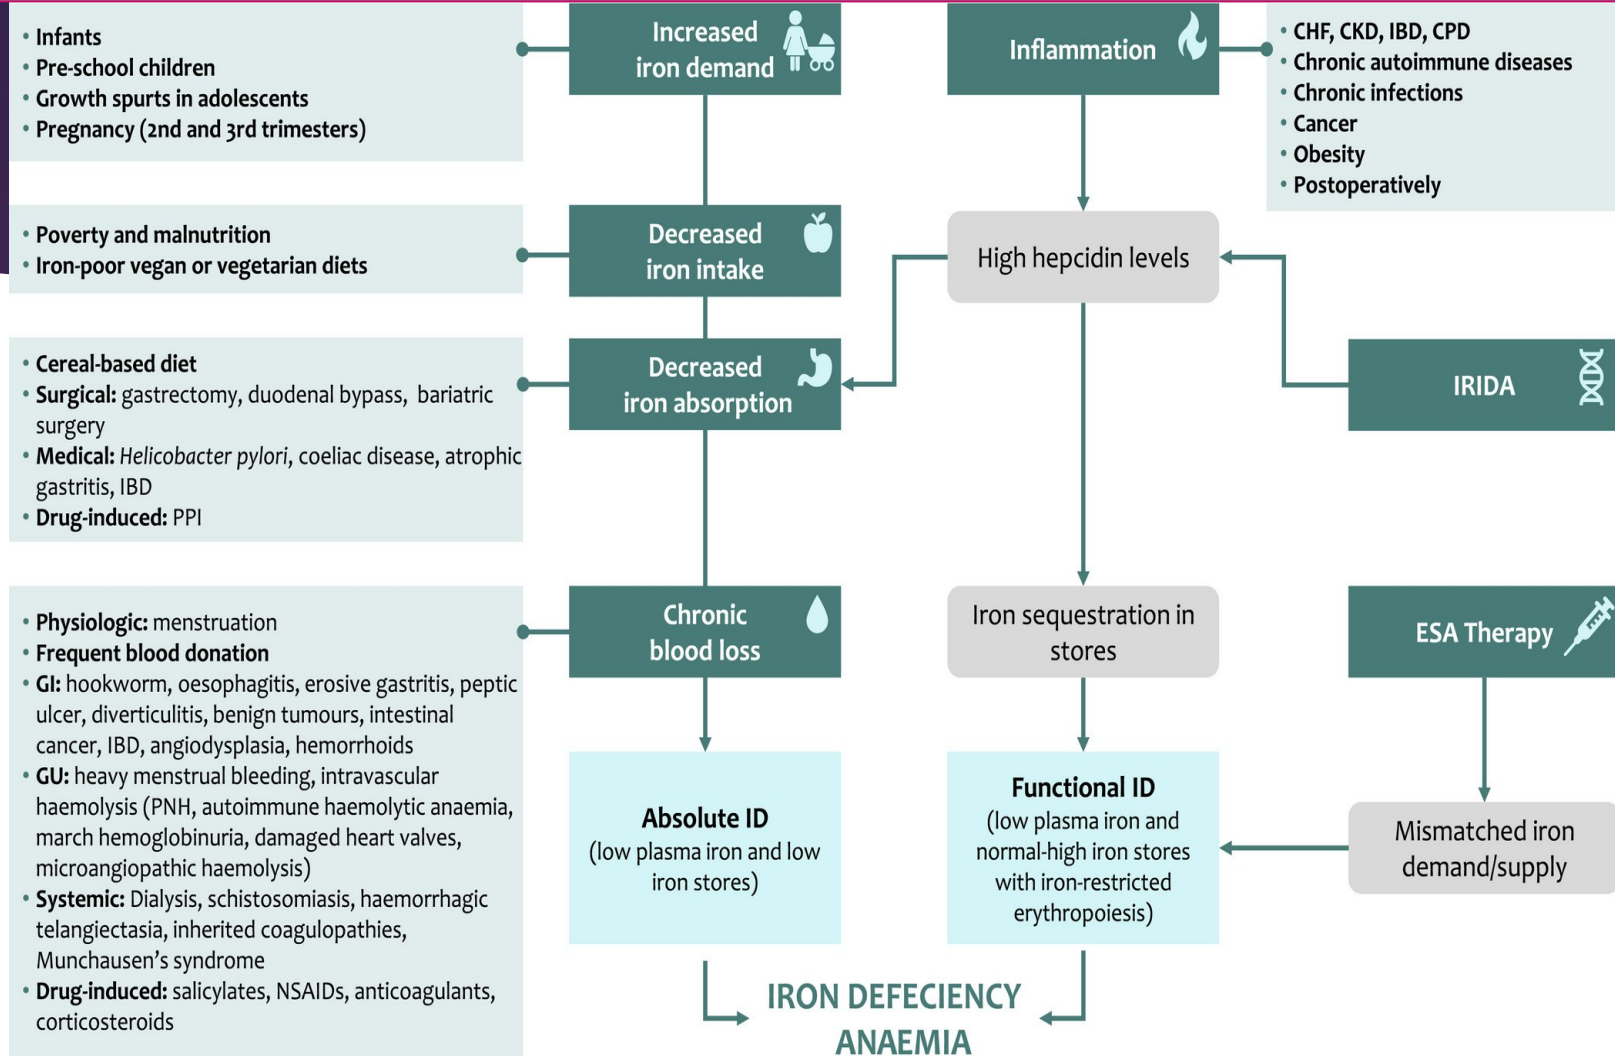 • Infants
• Pre-school children
• Growth spurts in adolescents
• Pregnancy (2nd and 3rd trimesters)
Increased
iron demand
Inflammation
• CHF, CKD, IBD, CPD
• Chronic autoimmune diseases
• Chronic infections
• Cancer
• Obesity
• Postoperatively
• Poverty and malnutrition
• Iron-poor vegan or vegetarian diets
Decreased
iron intake
High hepcidin levels
• Cereal-based diet
• Surgical: gastrectomy, duodenal bypass, bariatric
surgery
• Medical: Helicobacter pylori, coeliac disease, atrophic
gastritis, IBD
• Drug-induced: PPI
Decreased
iron absorption
IRIDA
• Physiologic: menstruation
• Frequent blood donation
• GI: hookworm, oesophagitis, erosive gastritis, peptic
ulcer, diverticulitis, benign tumours, intestinal
cancer, IBD, angiodysplasia, hemorrhoids
• GU: heavy menstrual bleeding, intravascular
haemolysis (PNH, autoimmune haemolytic anaemia,
march hemoglobinuria, damaged heart valves,
microangiopathic haemolysis)
• Systemic: Dialysis, schistosomiasis, haemorrhagic
telangiectasia, inherited coagulopathies,
Munchausen's syndrome
• Drug-induced: salicylates, NSAIDs, anticoagulants,
corticosteroids
Chronic
blood loss
Iron sequestration in
stores
ESA Therapy
Absolute ID
(low plasma iron and low
iron stores)
Functional ID
(low plasma iron and
normal-high iron stores
with iron-restricted
erythropoiesis)
Mismatched iron
demand/supply
IRON DEFECIENCY
ANAEMIA